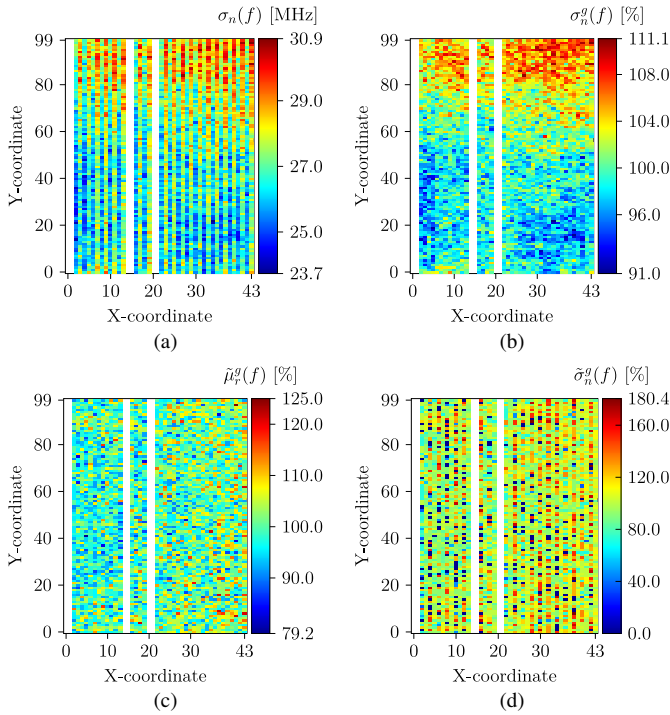 σₙ(f) [MHz]
99
80
60
40
20
0
Y-coordinate
0 10 20 30 43
X-coordinate
30.9
29.0
27.0
25.0
23.7
(a)
σₙᵍ(f) [%]
99
80
60
40
20
0
Y-coordinate
0 10 20 30 43
X-coordinate
111.1
108.0
104.0
100.0
96.0
91.0
(b)
μ̃ᵣᵍ(f) [%]
99
80
60
40
20
0
Y-coordinate
0 10 20 30 43
X-coordinate
125.0
120.0
110.0
100.0
90.0
79.2
(c)
σ̃ₙᵍ(f) [%]
99
80
60
40
20
0
Y-coordinate
0 10 20 30 43
X-coordinate
180.4
160.0
120.0
80.0
40.0
0.0
(d)